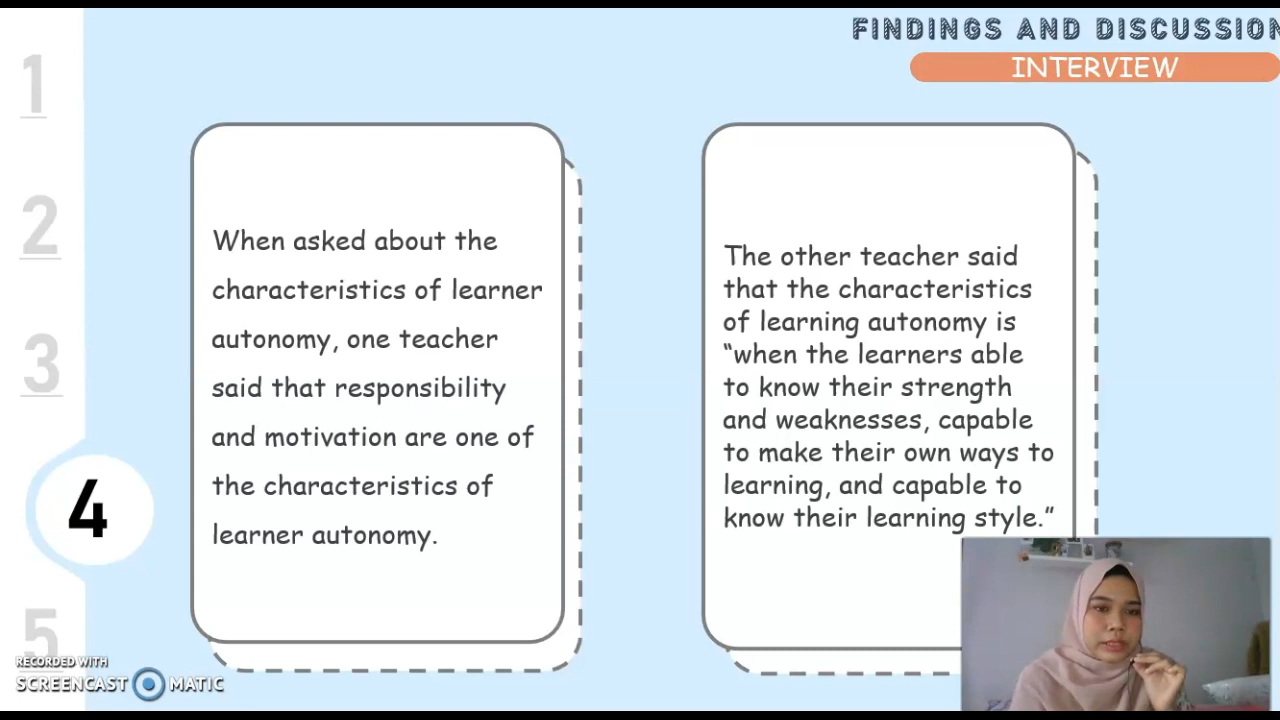 FINDINGS AND DISCUSSION
INTERVIEW
1
2
3
4
5
When asked about the
characteristics of learner
autonomy, one teacher
said that responsibility
and motivation are one of
the characteristics of
learner autonomy.
The other teacher said
that the characteristics
of learning autonomy is
“when the learners able
to know their strength
and weaknesses, capable
to make their own ways to
learning, and capable to
know their learning style.”
RECORDED WITH
SCREENCAST MATIC